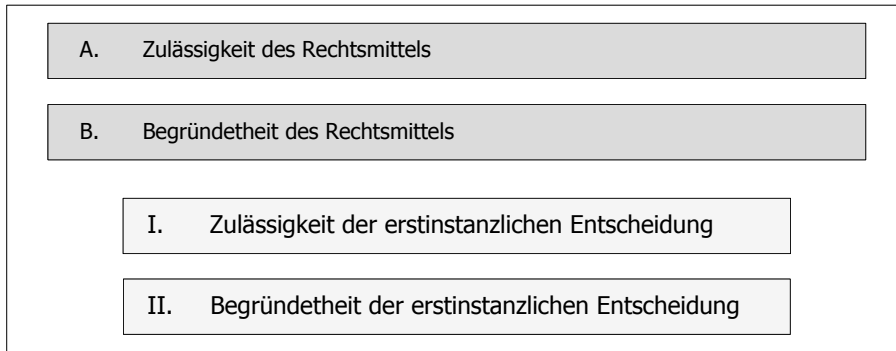 A. Zulässigkeit des Rechtsmittels
B. Begründetheit des Rechtsmittels
I. Zulässigkeit der erstinstanzlichen Entscheidung
II. Begründetheit der erstinstanzlichen Entscheidung